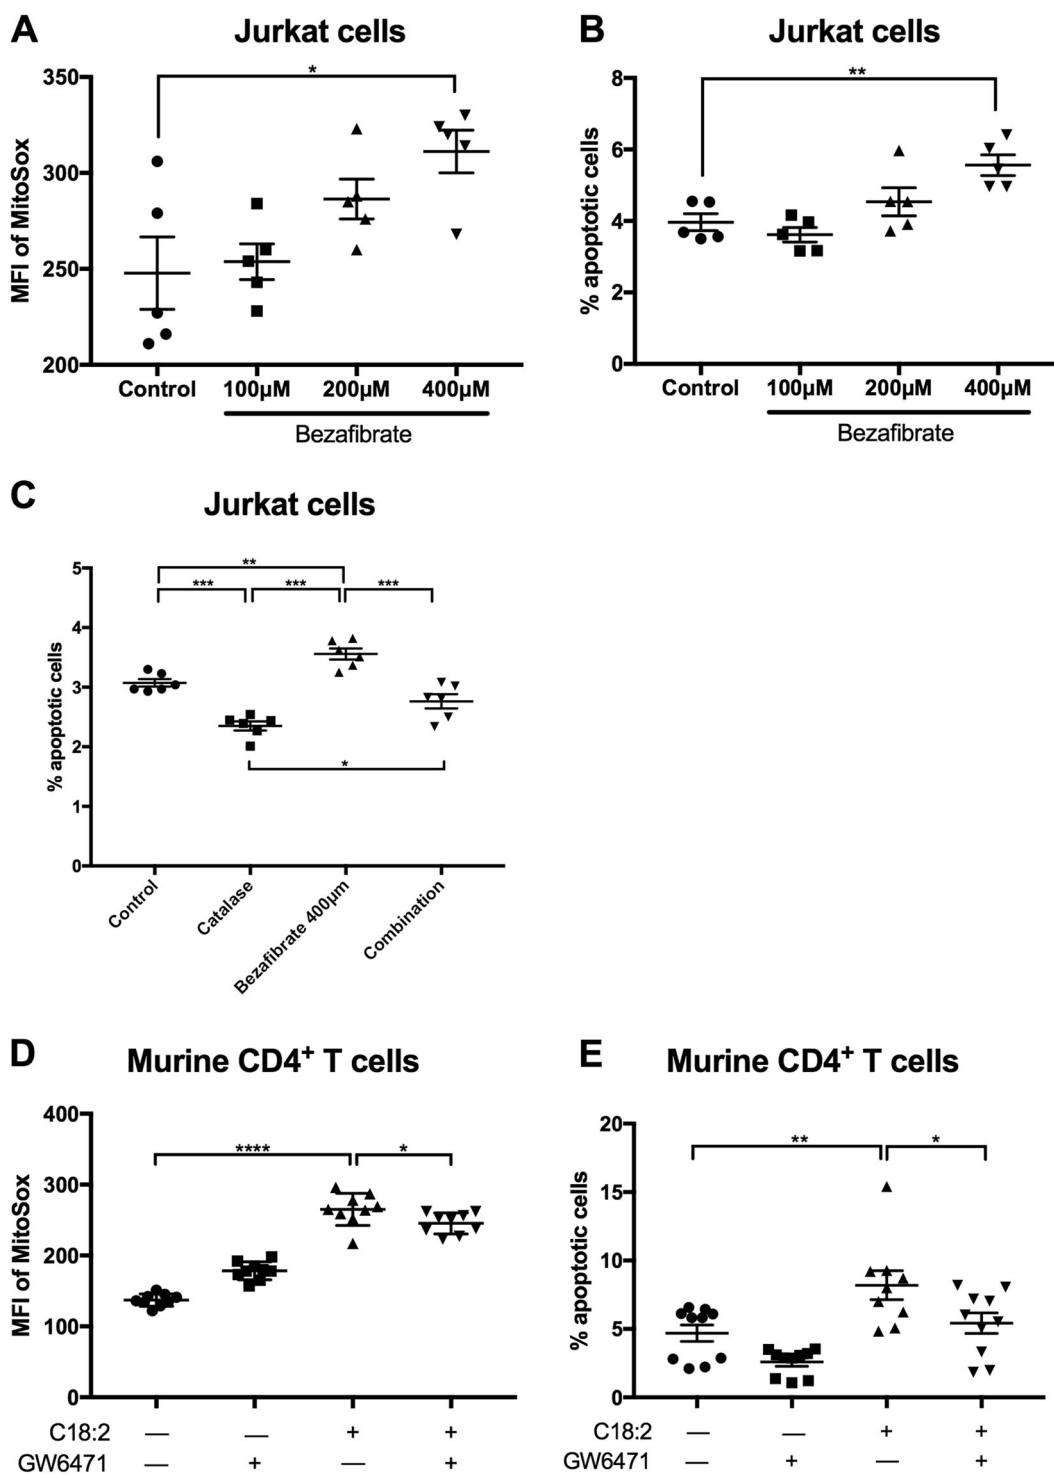 A
Jurkat cells
*
350
300
250
200
MFI of MitoSox
Control
100µM
200µM
400µM
Bezafibrate
B
Jurkat cells
**
8
6
4
2
0
% apoptotic cells
Control
100µM
200µM
400µM
Bezafibrate
C
Jurkat cells
**
*** *** ***
*
5
4
3
2
1
0
% apoptotic cells
Control
Catalase
Bezafibrate 400µm
Combination
D
Murine CD4⁺ T cells
**** *
400
300
200
100
0
MFI of MitoSox
C18:2 — — + +
GW6471 — + — +
E
Murine CD4⁺ T cells
** *
20
15
10
5
0
% apoptotic cells
C18:2 — — + +
GW6471 — + — +